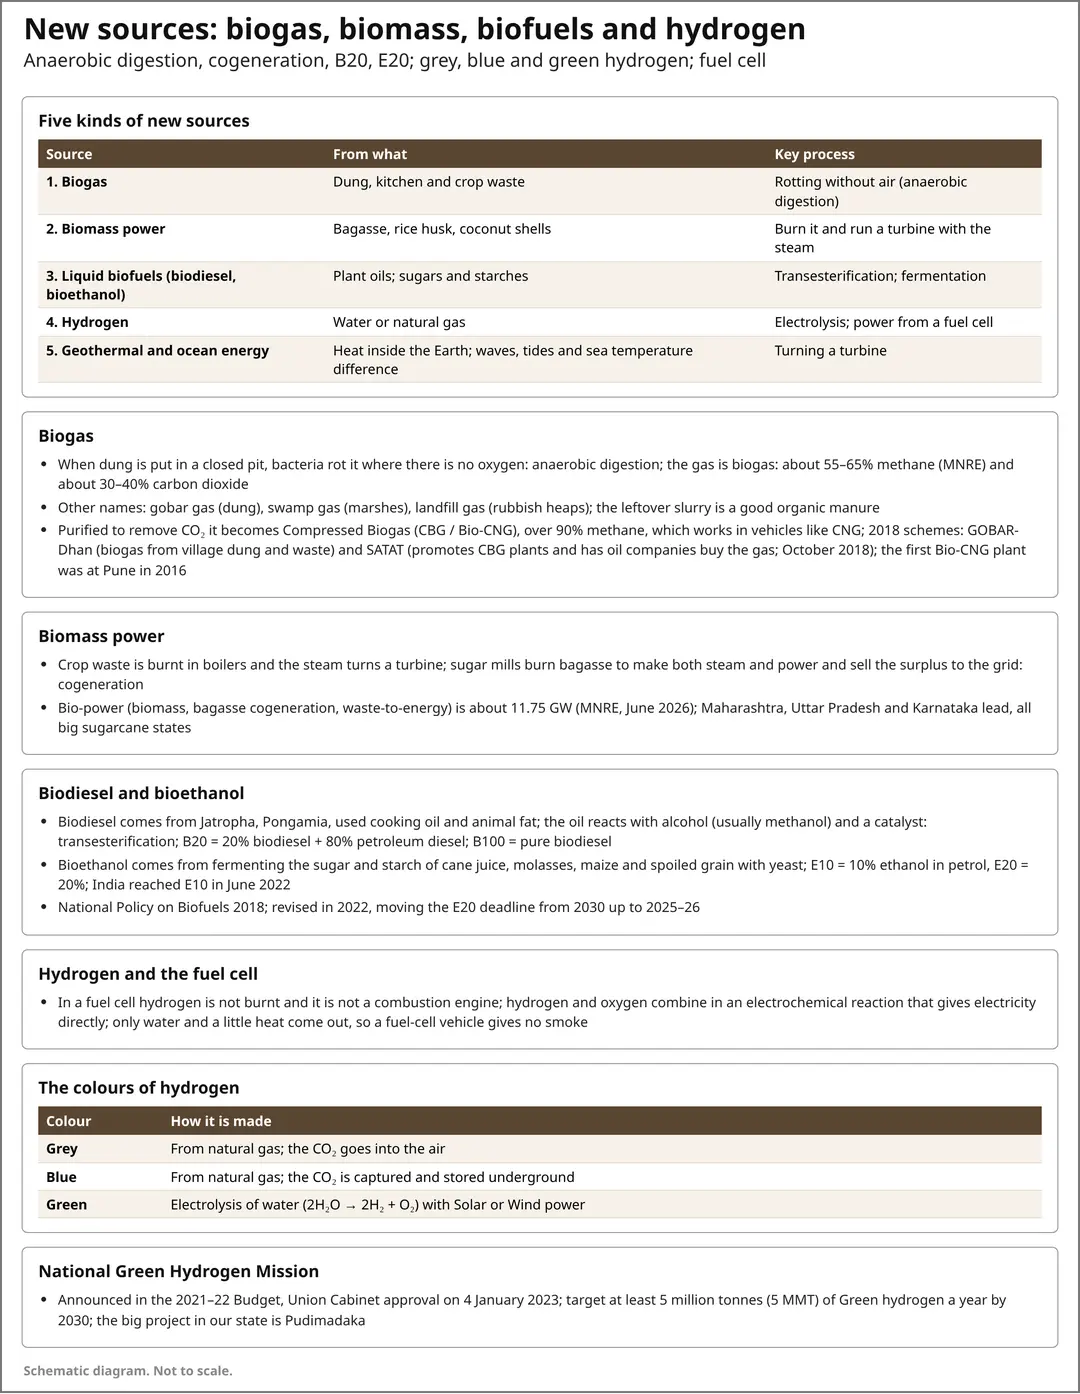 New sources: biogas, biomass, biofuels and hydrogen
Anaerobic digestion, cogeneration, B20, E20; grey, blue and green hydrogen; fuel cell
Five kinds of new sources
Source From what Key process
1. Biogas Dung, kitchen and crop waste Rotting without air (anaerobic
digestion)
2. Biomass power Bagasse, rice husk, coconut shells Burn it and run a turbine with the
steam
3. Liquid biofuels (biodiesel, Plant oils; sugars and starches Transesterification; fermentation
bioethanol)
4. Hydrogen Water or natural gas Electrolysis; power from a fuel cell
5. Geothermal and ocean energy Heat inside the Earth; waves, tides and sea temperature Turning a turbine
difference
Biogas
• When dung is put in a closed pit, bacteria rot it where there is no oxygen: anaerobic digestion; the gas is biogas: about 55–65% methane (MNRE) and
about 30–40% carbon dioxide
• Other names: gobar gas (dung), swamp gas (marshes), landfill gas (rubbish heaps); the leftover slurry is a good organic manure
• Purified to remove CO₂ it becomes Compressed Biogas (CBG / Bio-CNG), over 90% methane, which works in vehicles like CNG; 2018 schemes: GOBAR-
Dhan (biogas from village dung and waste) and SATAT (promotes CBG plants and has oil companies buy the gas; October 2018); the first Bio-CNG plant
was at Pune in 2016
Biomass power
• Crop waste is burnt in boilers and the steam turns a turbine; sugar mills burn bagasse to make both steam and power and sell the surplus to the grid:
cogeneration
• Bio-power (biomass, bagasse cogeneration, waste-to-energy) is about 11.75 GW (MNRE, June 2026); Maharashtra, Uttar Pradesh and Karnataka lead, all
big sugarcane states
Biodiesel and bioethanol
• Biodiesel comes from Jatropha, Pongamia, used cooking oil and animal fat; the oil reacts with alcohol (usually methanol) and a catalyst:
transesterification; B20 = 20% biodiesel + 80% petroleum diesel; B100 = pure biodiesel
• Bioethanol comes from fermenting the sugar and starch of cane juice, molasses, maize and spoiled grain with yeast; E10 = 10% ethanol in petrol, E20 =
20%; India reached E10 in June 2022
• National Policy on Biofuels 2018; revised in 2022, moving the E20 deadline from 2030 up to 2025–26
Hydrogen and the fuel cell
• In a fuel cell hydrogen is not burnt and it is not a combustion engine; hydrogen and oxygen combine in an electrochemical reaction that gives electricity
directly; only water and a little heat come out, so a fuel-cell vehicle gives no smoke
The colours of hydrogen
Colour How it is made
Grey From natural gas; the CO₂ goes into the air
Blue From natural gas; the CO₂ is captured and stored underground
Green Electrolysis of water (2H₂O → 2H₂ + O₂) with Solar or Wind power
National Green Hydrogen Mission
• Announced in the 2021–22 Budget, Union Cabinet approval on 4 January 2023; target at least 5 million tonnes (5 MMT) of Green hydrogen a year by
2030; the big project in our state is Pudimadaka
Schematic diagram. Not to scale.